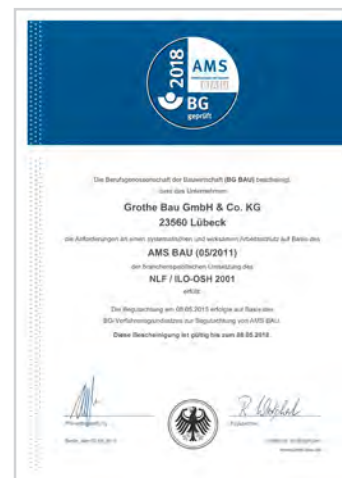 2018
AMS
BG
geprüft
Die Berufsgenossenschaft der Bauwirtschaft (BG BAU) bescheinigt,
dass das Unternehmen
Grothe Bau GmbH & Co. KG
23560 Lübeck
die Anforderungen an einen systematischen und wirksamen Arbeitsschutz auf Basis des
AMS BAU (05/2011)
der branchenspezifischen Umsetzung des
NLF / ILO-OSH 2001
erfüllt
Die Begutachtung am 08.05.2015 erfolgte auf Basis des
BG-Verfahrensgrundsatzes zur Begutachtung von AMS BAU.
Diese Bescheinigung ist gültig bis zum 08.05.2018.